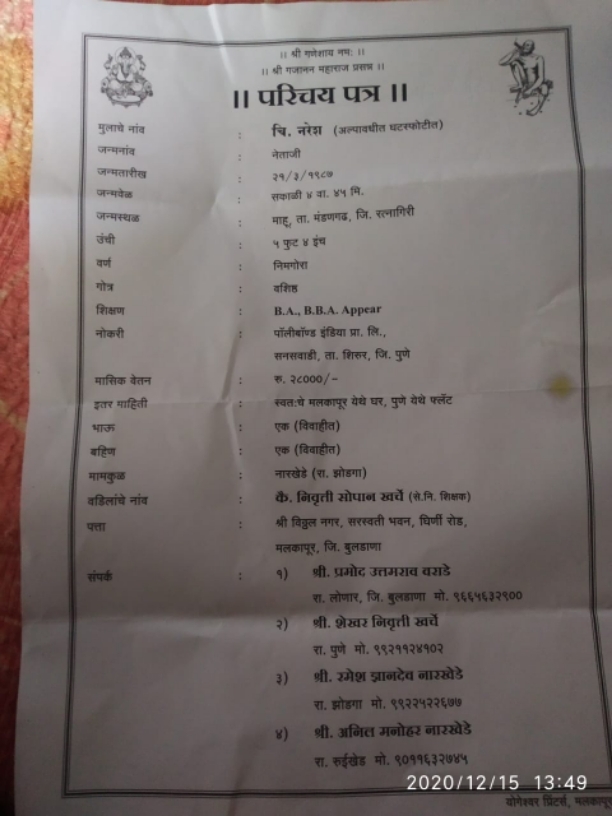 ।। श्री गणेशाय नमः ।।
।। श्री गजानन महाराज प्रसन्न ।।
।। परिचय पत्र ।।
मुलाचे नांव : चि. नरेश (अल्पावधीत घटस्फोटीत)
जन्मनांव : नेताजी
जन्मतारीख : २१/३/१९८७
जन्मवेळ : सकाळी ४ वा. ४५ मि.
जन्मस्थळ : माहू, ता. मंडणगढ, जि. रत्नागिरी
उंची : ५ फुट ४ इंच
वर्ण : निमगोरा
गोत्र : वशिष्ठ
शिक्षण : B.A., B.B.A. Appear
नोकरी : पॉलीबॉण्ड इंडिया प्रा. लि.,
सनसवाडी, ता. शिरुर, जि. पुणे
मासिक वेतन : रु. २८०००/-
इतर माहिती : स्वतःचे मलकापूर येथे घर, पुणे येथे फ्लॅट
भाऊ : एक (विवाहीत)
बहिण : एक (विवाहीत)
मामकुळ : नारखेडे (रा. झोडगा)
वडिलांचे नांव : कै. निवृत्ती सोपान खर्चे (से.नि. शिक्षक)
पत्ता : श्री विठ्ठल नगर, सरस्वती भवन, घिर्णी रोड,
मलकापूर, जि. बुलडाणा
संपर्क : १) श्री. प्रमोद उत्तमराव वराडे
रा. लोणार, जि. बुलडाणा मो. ९६६५६३२९००
२) श्री. शेखर निवृत्ती खर्चे
रा. पुणे मो. ९९२११२४१०२
३) श्री. रमेश ज्ञानदेव नारखेडे
रा. झोडगा मो. ९९२२५२२६७७
४) श्री. अनिल मनोहर नारखेडे
रा. रुईखेड मो. ९०११६३२७४५
2020/12/15 13:49
योगेश्वर प्रिंटर्स, मलकापूर